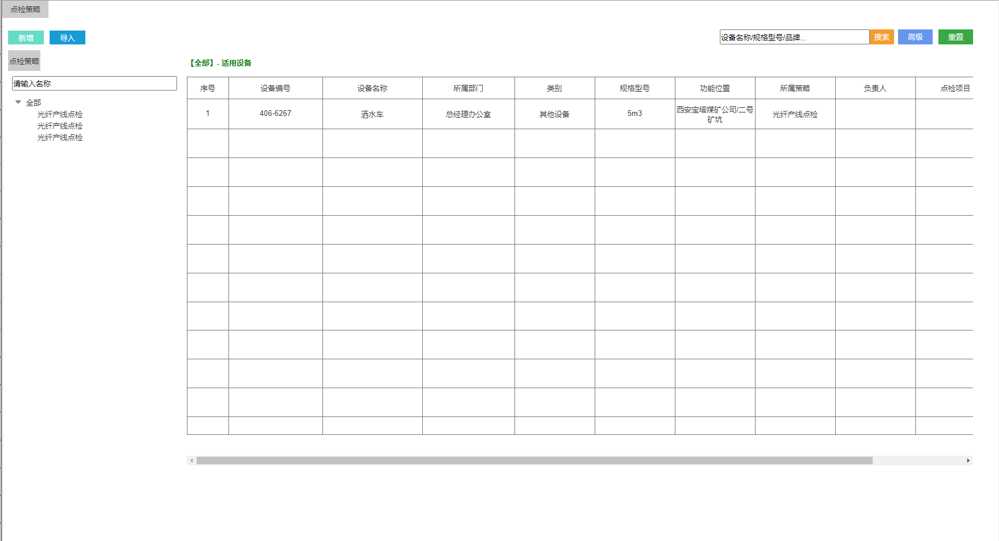 点检策略
新增 导入 设备名称/规格型号/品牌... 搜索 高级 重置
点检策略
【全部】- 适用设备
请输入名称
全部
光纤产线点检
光纤产线点检
光纤产线点检
序号 设备编号 设备名称 所属部门 类别 规格型号 功能位置 所属策略 负责人 点检项目
1 406-6267 洒水车 总经理办公室 其他设备 5m3 西安宝塔煤矿公司/二号 光纤产线点检
矿坑